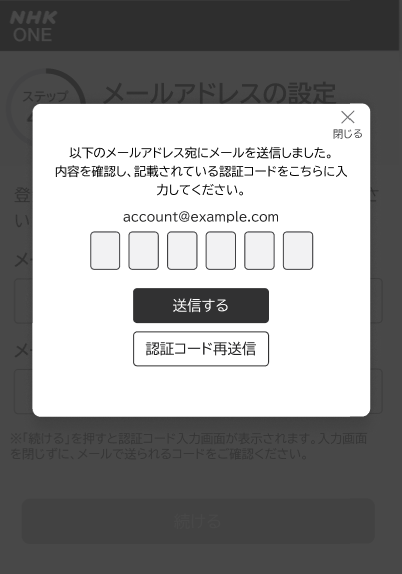 NHK
ONE
ステップ
メールアドレスの設定
閉じる
以下のメールアドレス宛にメールを送信しました。
内容を確認し、記載されている認証コードをこちらに入
力してください。
account@example.com
送信する
認証コード再送信
登
さ
い
メー
メー
※「続ける」を押すと認証コード入力画面が表示されます。入力画面
を閉じずに、メールで送られるコードをご確認ください。
続ける